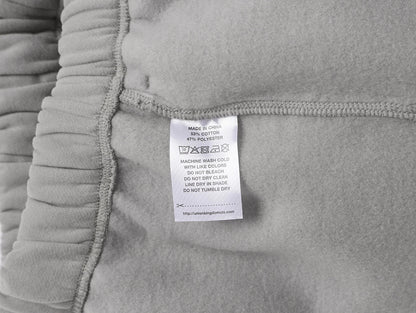 MADE IN CHINA
53% COTTON
47% POLYESTER
MACHINE WASH COLD
WITH LIKE COLORS
DO NOT BLEACH
DO NOT DRY CLEAN
LINE DRY IN SHADE
DO NOT TUMBLE DRY